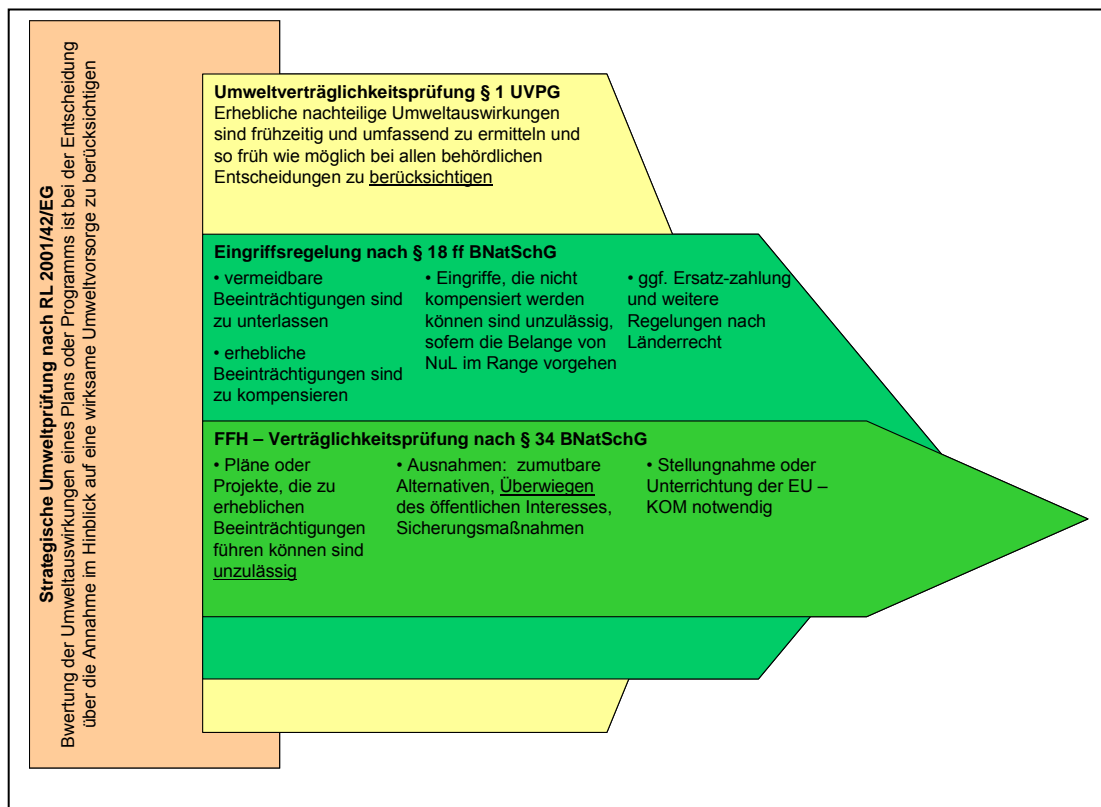 Strategische Umweltprüfung nach RL 2001/42/EG
Bwertung der Umweltauswirkungen eines Plans oder Programms ist bei der Entscheidung
über die Annahme im Hinblick auf eine wirksame Umweltvorsorge zu berücksichtigen
Umweltverträglichkeitsprüfung § 1 UVPG
Erhebliche nachteilige Umweltauswirkungen
sind frühzeitig und umfassend zu ermitteln und
so früh wie möglich bei allen behördlichen
Entscheidungen zu berücksichtigen
Eingriffsregelung nach § 18 ff BNatSchG
• vermeidbare
Beeinträchtigungen sind
zu unterlassen
• erhebliche
Beeinträchtigungen sind
zu kompensieren
• Eingriffe, die nicht
kompensiert werden
können sind unzulässig,
sofern die Belange von
NuL im Range vorgehen
• ggf. Ersatz-zahlung
und weitere
Regelungen nach
Länderrecht
FFH – Verträglichkeitsprüfung nach § 34 BNatSchG
• Pläne oder
Projekte, die zu
erheblichen
Beeinträchtigungen
führen können sind
unzulässig
• Ausnahmen: zumutbare
Alternativen, Überwiegen
des öffentlichen Interesses,
Sicherungsmaßnahmen
• Stellungnahme oder
Unterrichtung der EU –
KOM notwendig